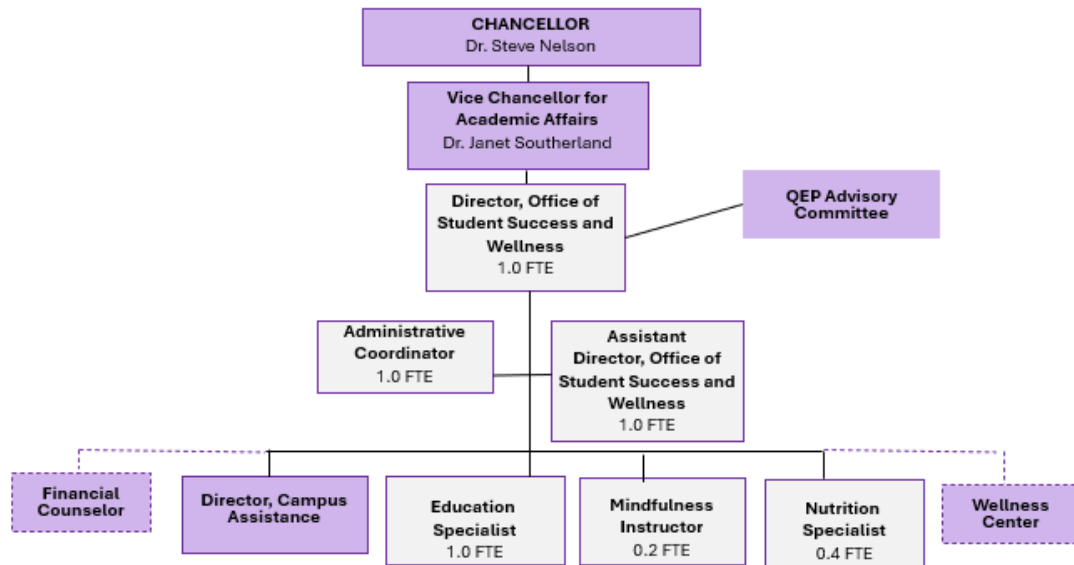 CHANCELLOR
Dr. Steve Nelson
Vice Chancellor for
Academic Affairs
Dr. Janet Southerland
Director, Office of
Student Success and
Wellness
1.0 FTE
QEP Advisory
Committee
Administrative
Coordinator
1.0 FTE
Assistant
Director, Office of
Student Success and
Wellness
1.0 FTE
Financial
Counselor
Director, Campus
Assistance
Education
Specialist
1.0 FTE
Mindfulness
Instructor
0.2 FTE
Nutrition
Specialist
0.4 FTE
Wellness
Center